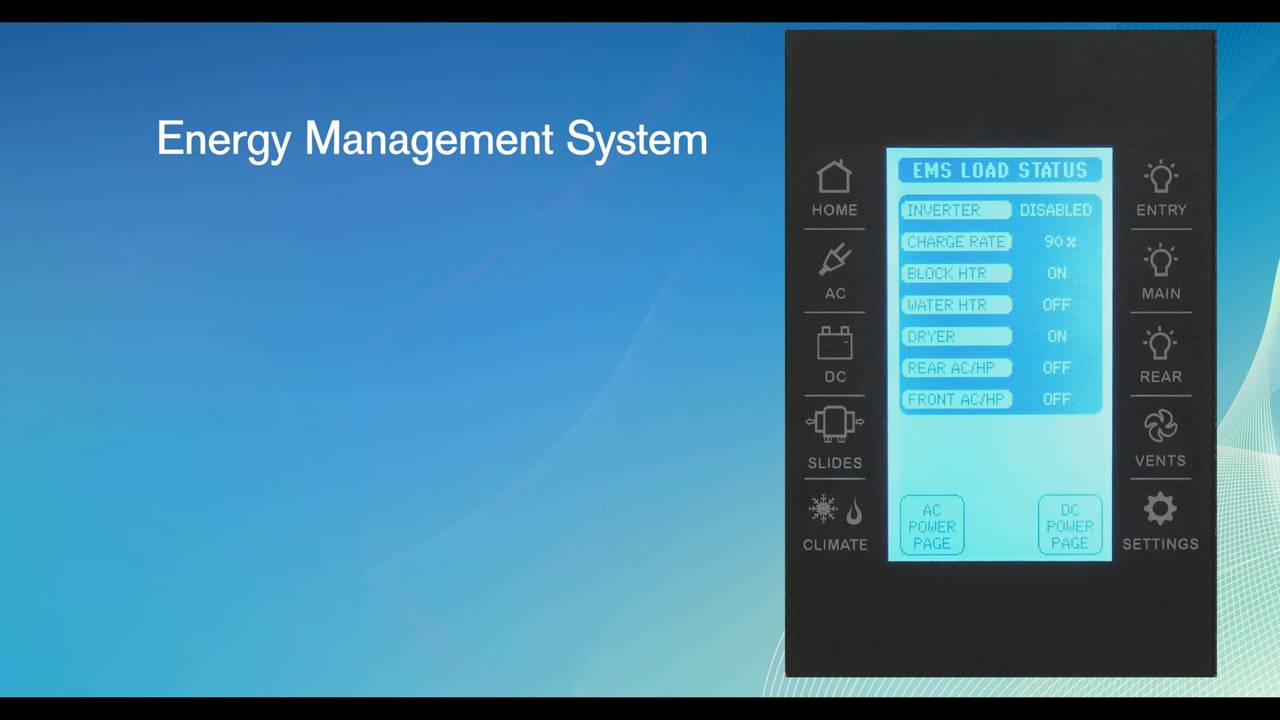 Energy Management System
HOME
AC
DC
SLIDES
CLIMATE
EMS LOAD STATUS
INVERTER DISABLED
CHARGE RATE 90%
BLOCK HTR ON
WATER HTR OFF
DRYER ON
REAR AC/HP OFF
FRONT AC/HP OFF
AC
POWER
PAGE
DC
POWER
PAGE
ENTRY
MAIN
REAR
VENTS
SETTINGS